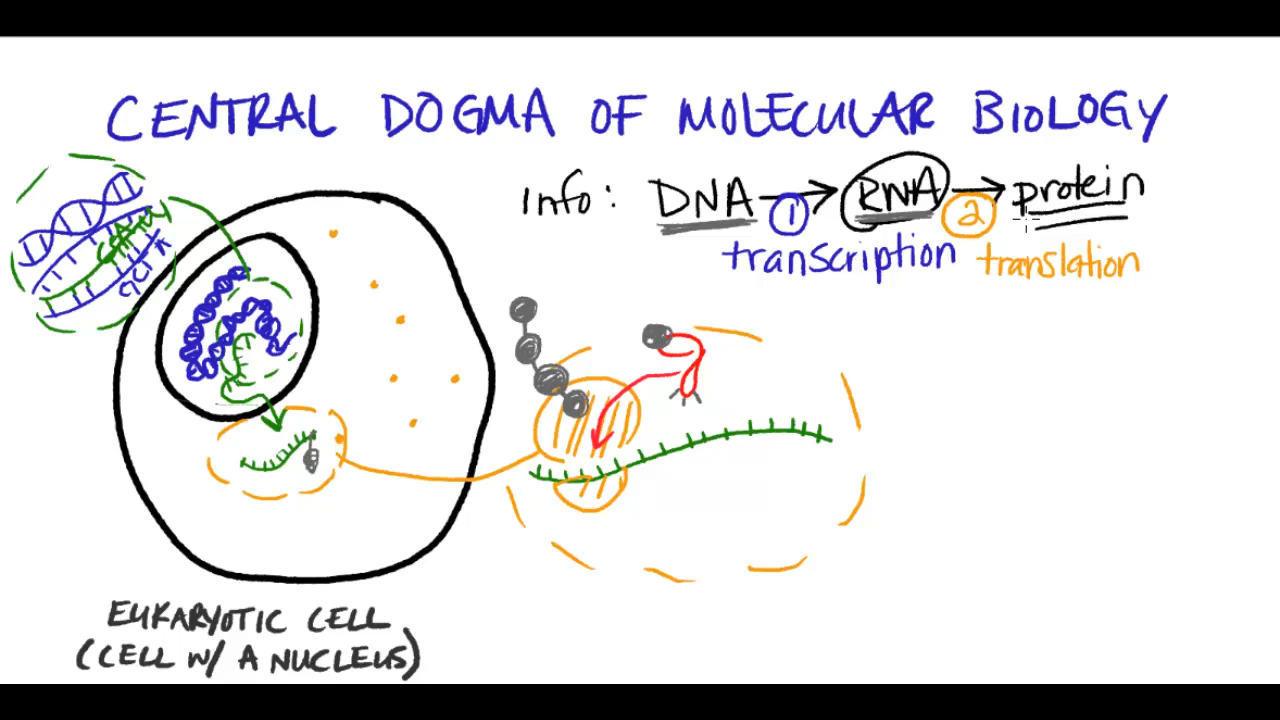 CENTRAL DOGMA OF MOLECULAR BIOLOGY
Info: DNA → RNA → protein
1 2
transcription translation
EUKARYOTIC CELL
(CELL W/ A NUCLEUS)